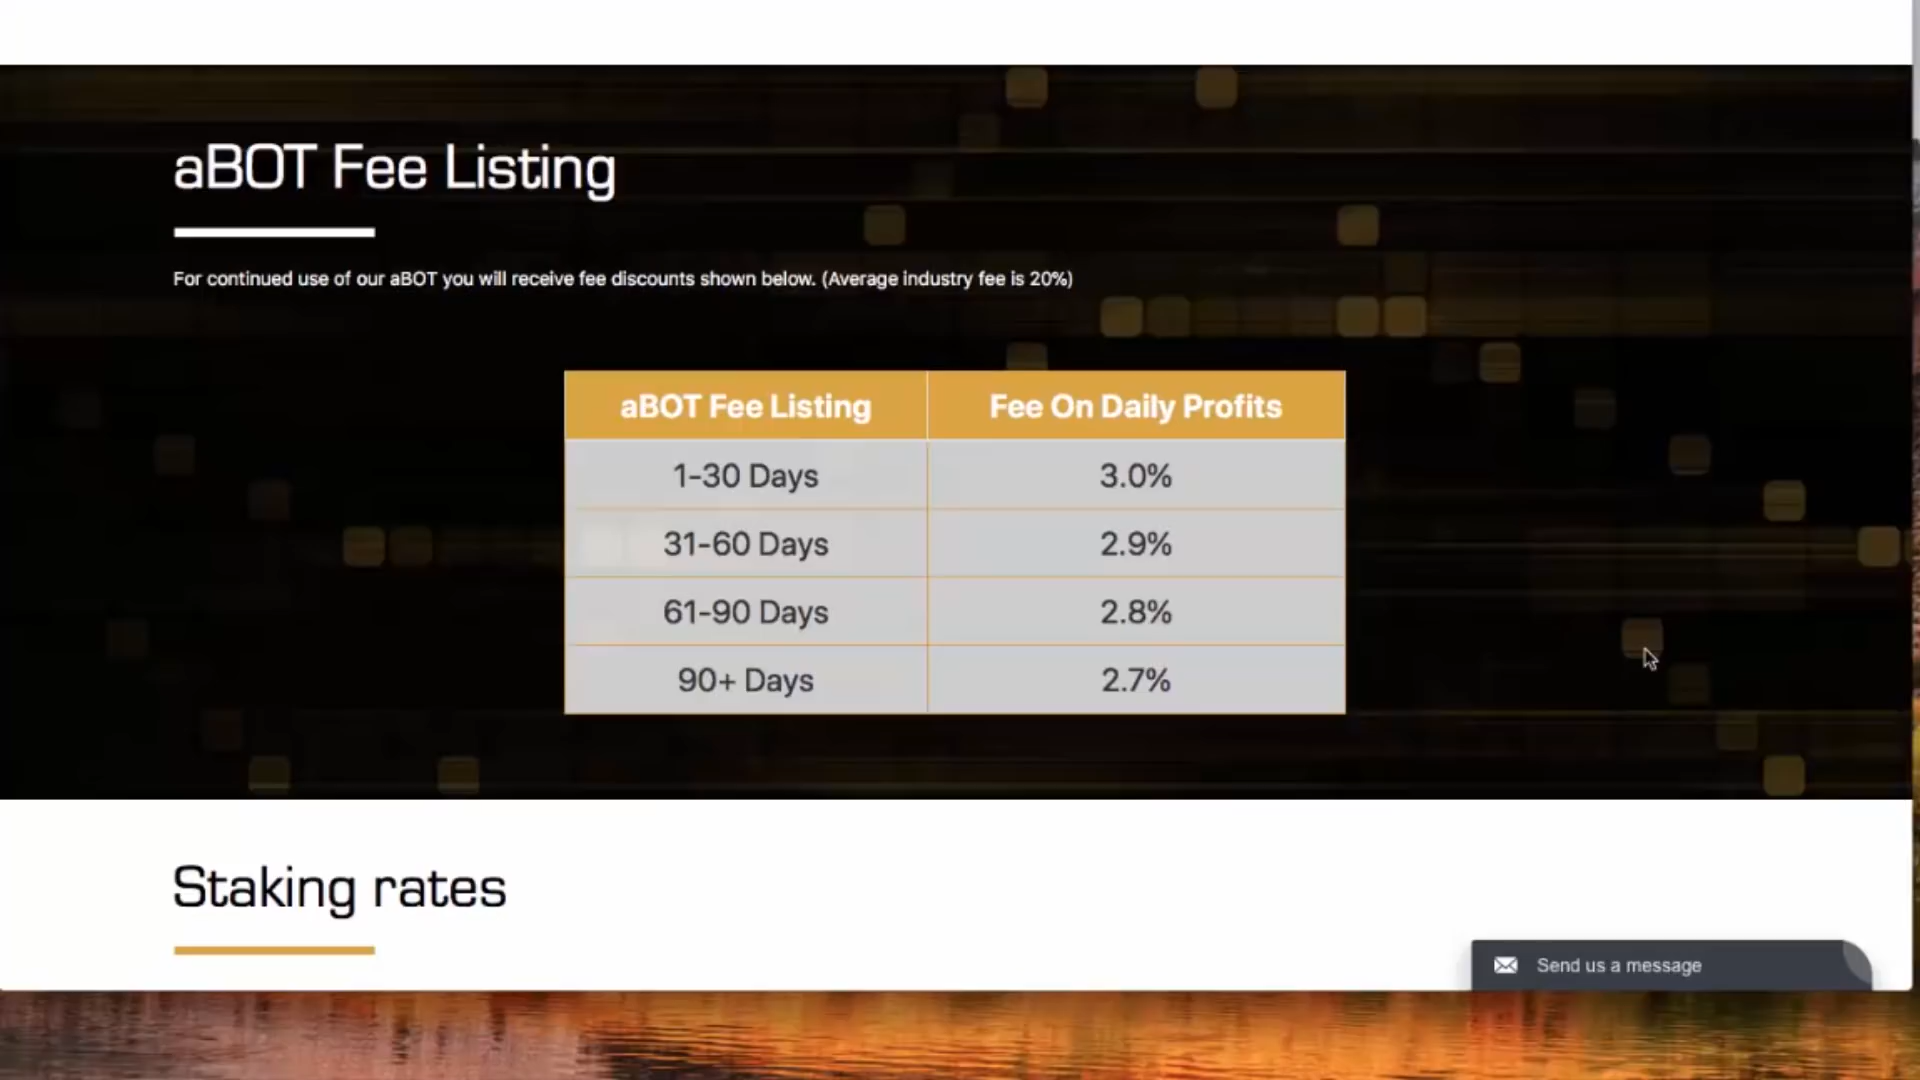 aBOT Fee Listing
For continued use of our aBOT you will receive fee discounts shown below. (Average industry fee is 20%)
aBOT Fee Listing Fee On Daily Profits
1-30 Days 3.0%
31-60 Days 2.9%
61-90 Days 2.8%
90+ Days 2.7%
Staking rates
Send us a message